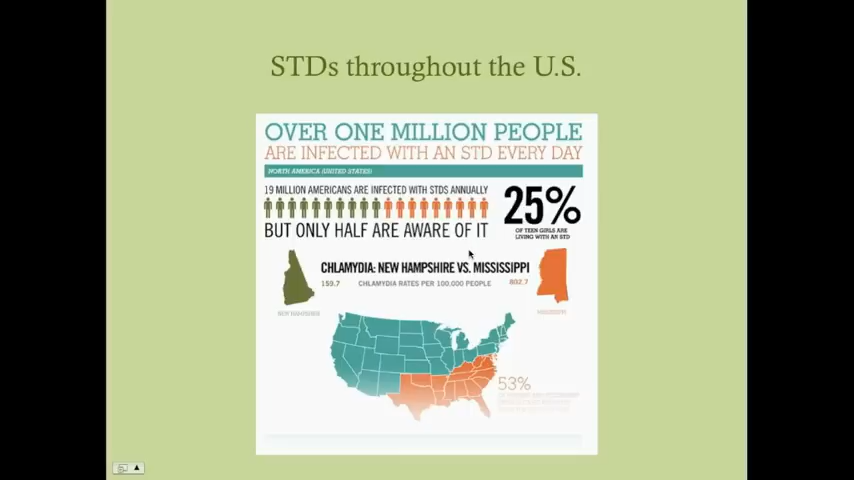 STDs throughout the U.S.
OVER ONE MILLION PEOPLE
ARE INFECTED WITH AN STD EVERY DAY
NORTH AMERICA (UNITED STATES)
19 MILLION AMERICANS ARE INFECTED WITH STDS ANNUALLY
BUT ONLY HALF ARE AWARE OF IT
25%
OF TEEN GIRLS ARE
LIVING WITH AN STD
CHLAMYDIA: NEW HAMPSHIRE VS. MISSISSIPPI
159.7 CHLAMYDIA RATES PER 100,000 PEOPLE 802.7
NEW HAMPSHIRE
MISSISSIPPI
53%